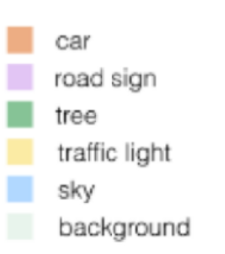 car
road sign
tree
traffic light
sky
background